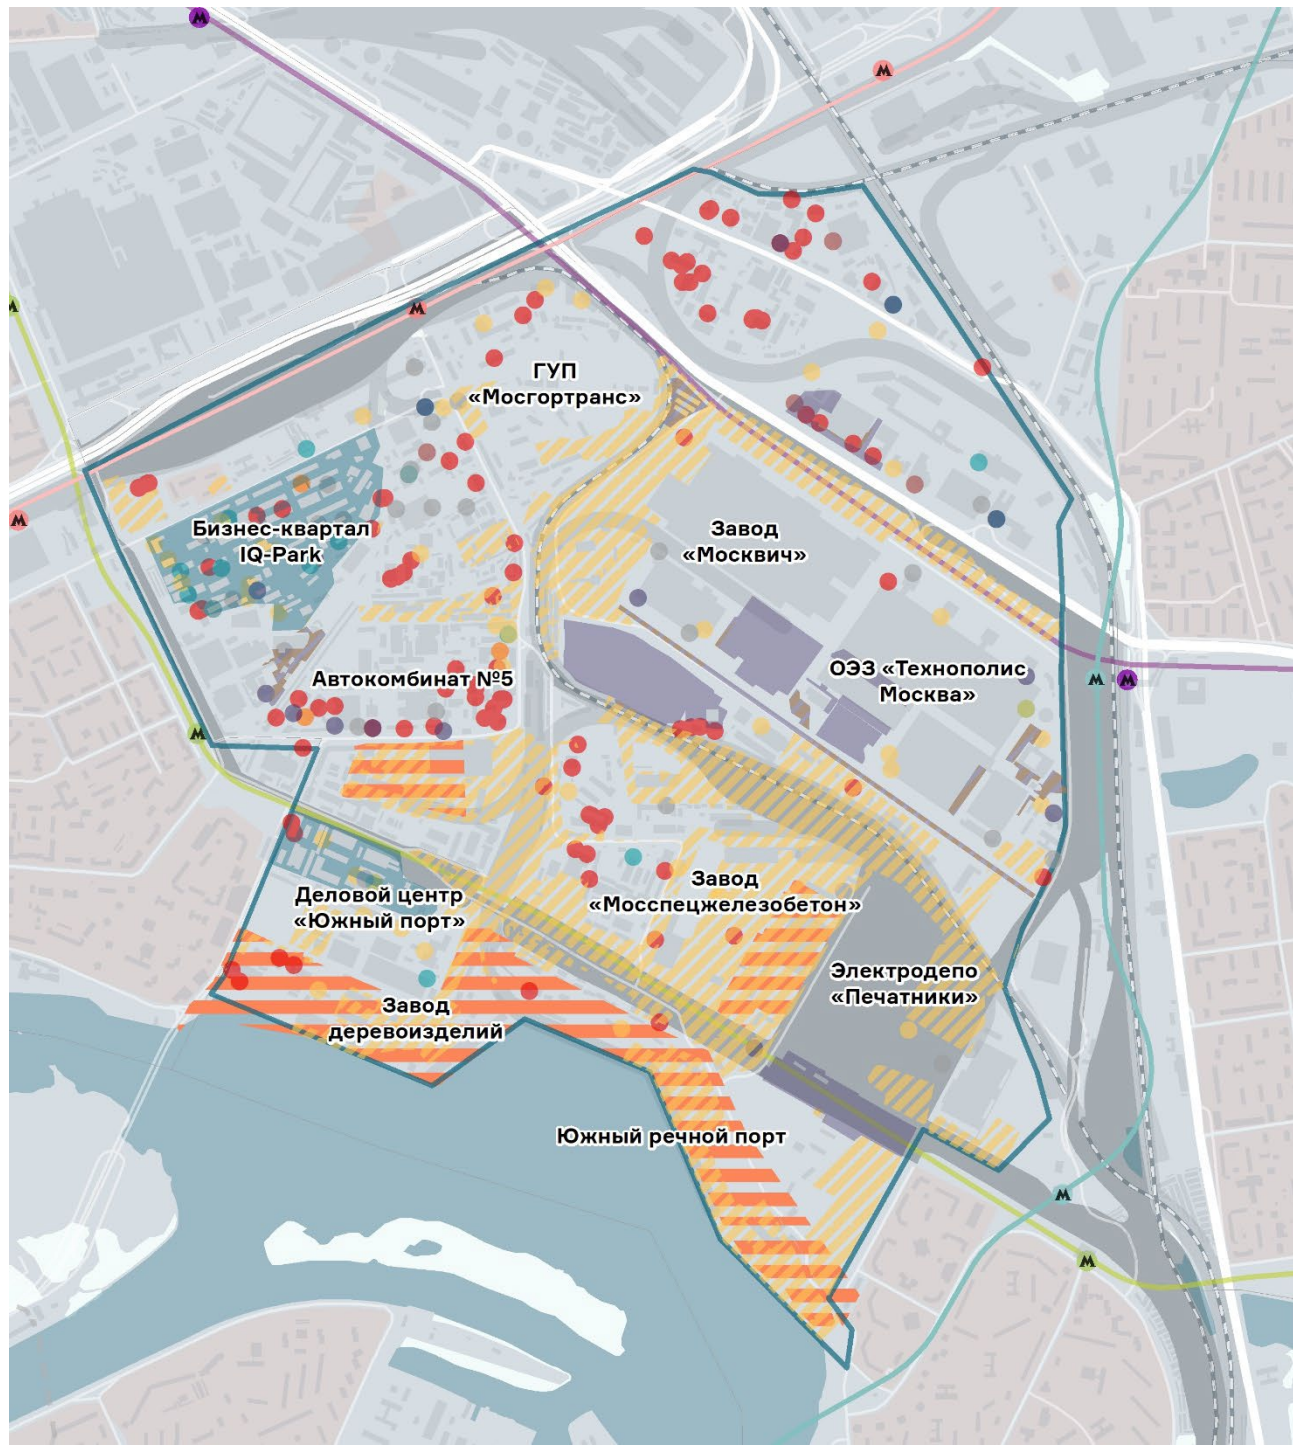 М
М
М
М
ГУП
«Мосгортранс»
М
Бизнес-квартал
IQ-Park
Завод
«Москвич»
Автокомбинат №5
ОЭЗ «Технополис
Москва»
М
М
М
Деловой центр
«Южный порт»
Завод
«Мосспецжелезобетон»
Электродепо
«Печатники»
Завод
деревоизделий
Южный речной порт
М
М